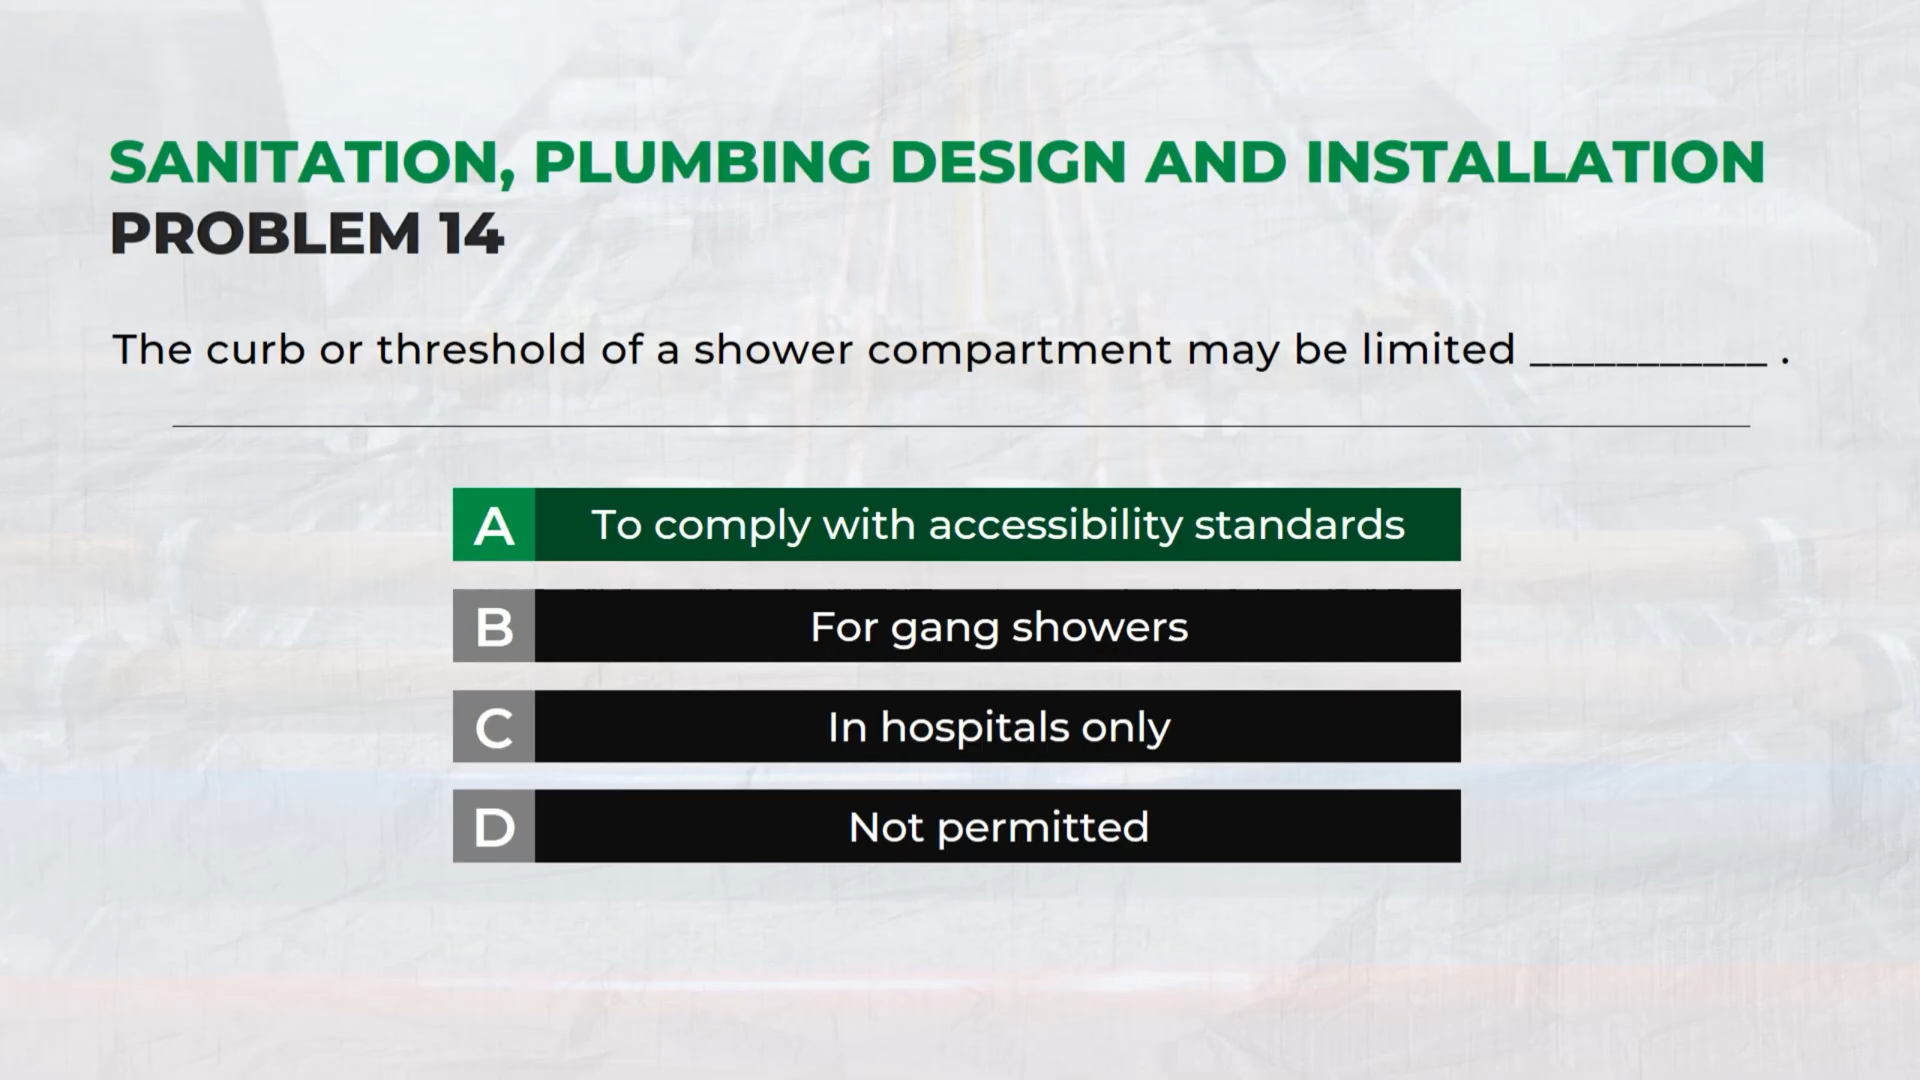 SANITATION, PLUMBING DESIGN AND INSTALLATION
PROBLEM 14
The curb or threshold of a shower compartment may be limited ___________ .
A To comply with accessibility standards
B For gang showers
C In hospitals only
D Not permitted